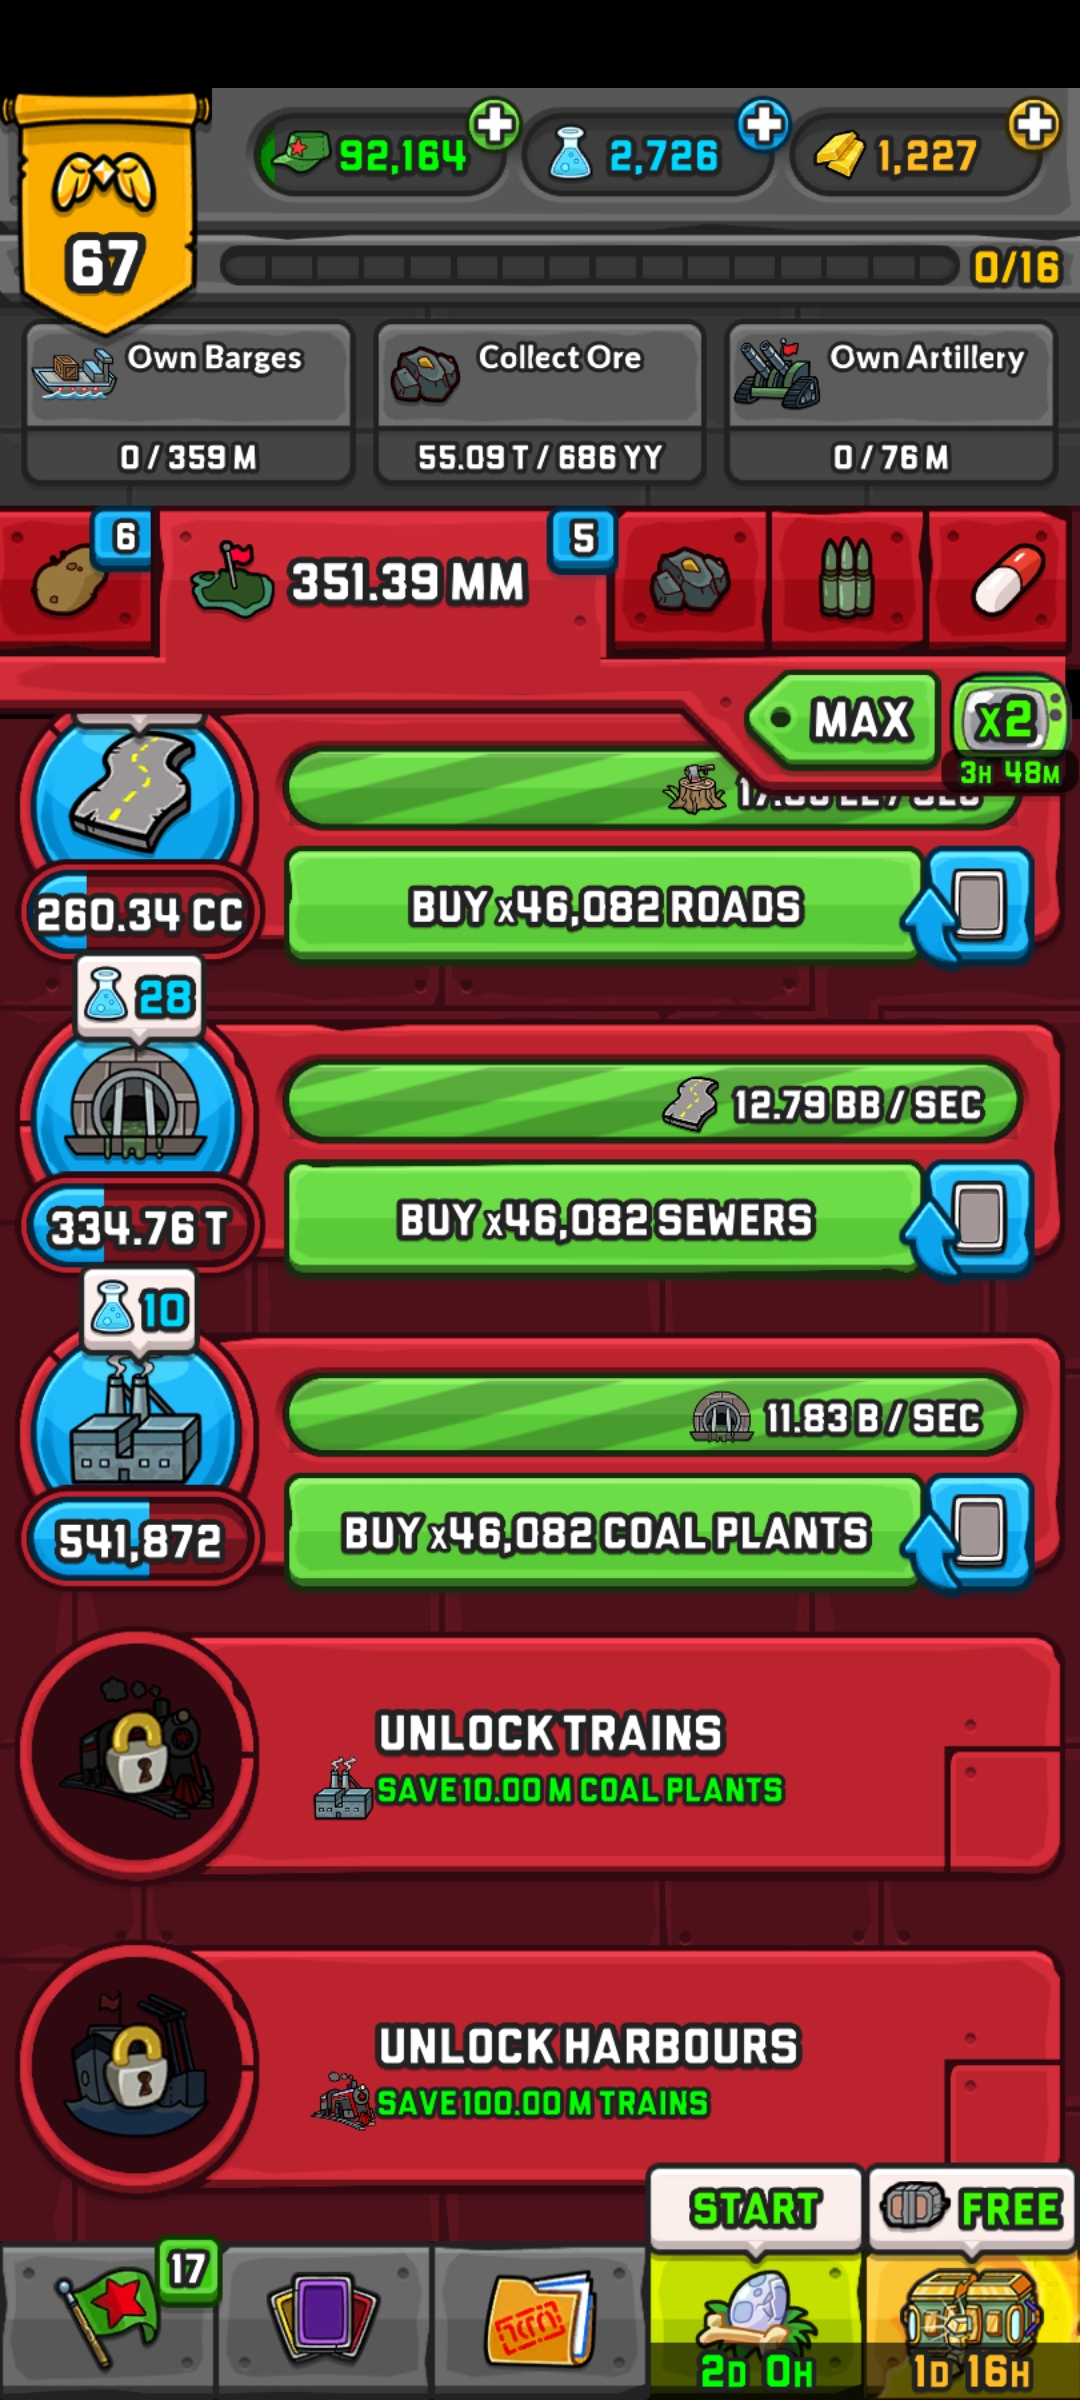 92,164
2,726
1,227
67
0/16
Own Barges
0 / 359 M
Collect Ore
55.09 T / 686 YY
Own Artillery
0 / 76 M
6
351.39 MM
5
MAX
x2
3H 48M
260.34 CC
BUY x46,082 ROADS
28
12.79 BB / SEC
334.76 T
BUY x46,082 SEWERS
10
11.83 B / SEC
541,872
BUY x46,082 COAL PLANTS
UNLOCK TRAINS
SAVE 10.00 M COAL PLANTS
UNLOCK HARBOURS
SAVE 100.00 M TRAINS
START
FREE
17
2D 0H
1D 16H